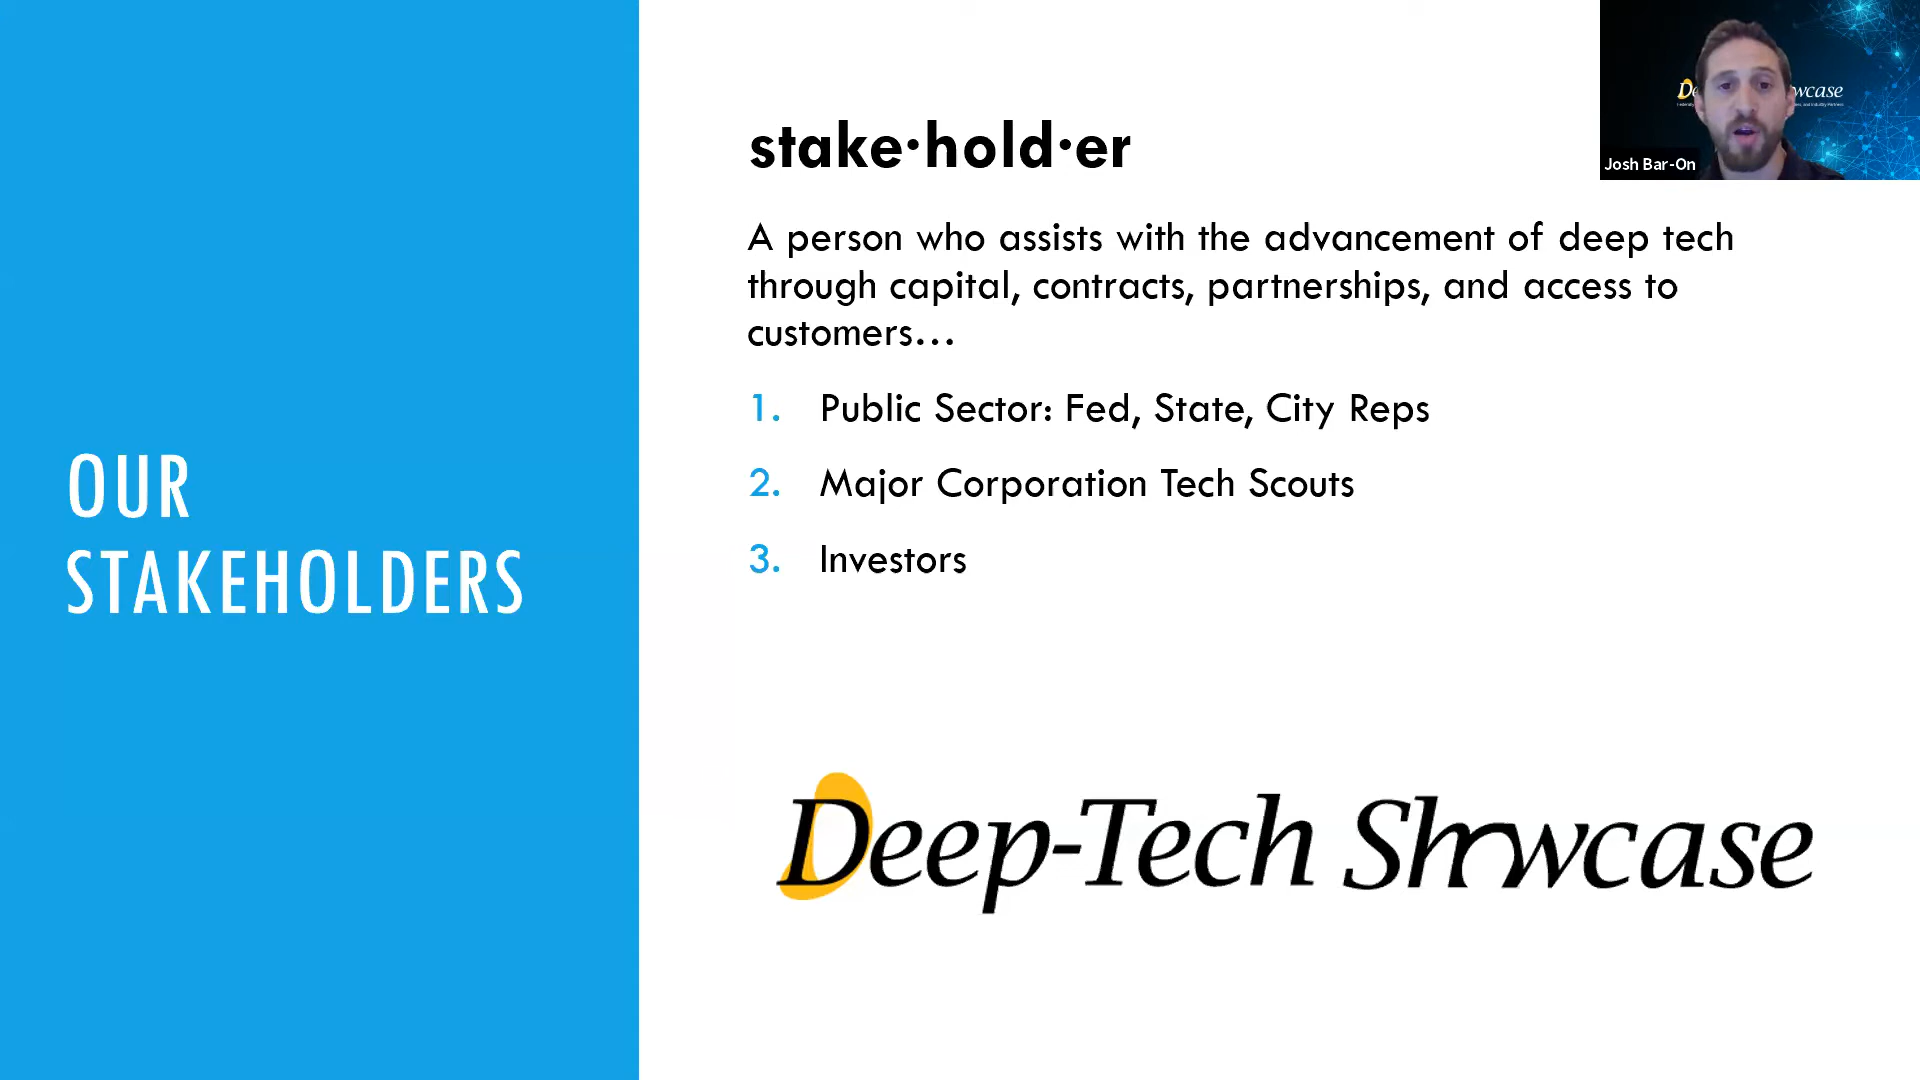 OUR
STAKEHOLDERS
stake·hold·er
A person who assists with the advancement of deep tech
through capital, contracts, partnerships, and access to
customers…
1. Public Sector: Fed, State, City Reps
2. Major Corporation Tech Scouts
3. Investors
Deep-Tech Showcase
De wcase
Josh Bar-On